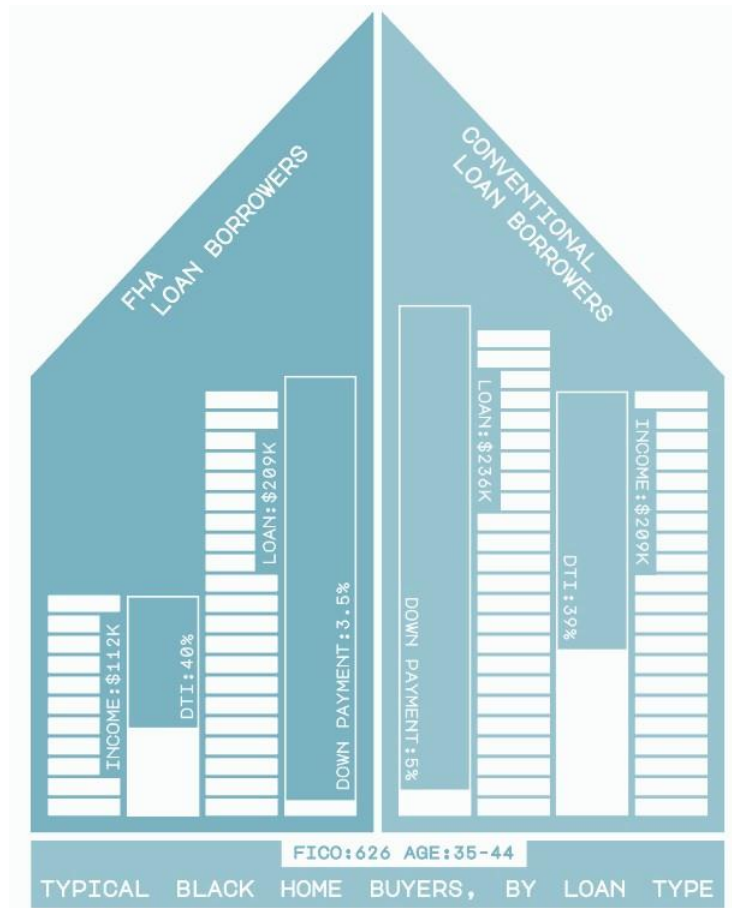 FHA
LOAN BORROWERS
CONVENTIONAL
LOAN BORROWERS
INCOME:$112K
DTI:40%
LOAN:$209K
DOWN PAYMENT:3.5%
DOWN PAYMENT:5%
LOAN:$236K
DTI:39%
INCOME:$209K
FICO:626 AGE:35-44
TYPICAL BLACK HOME BUYERS, BY LOAN TYPE